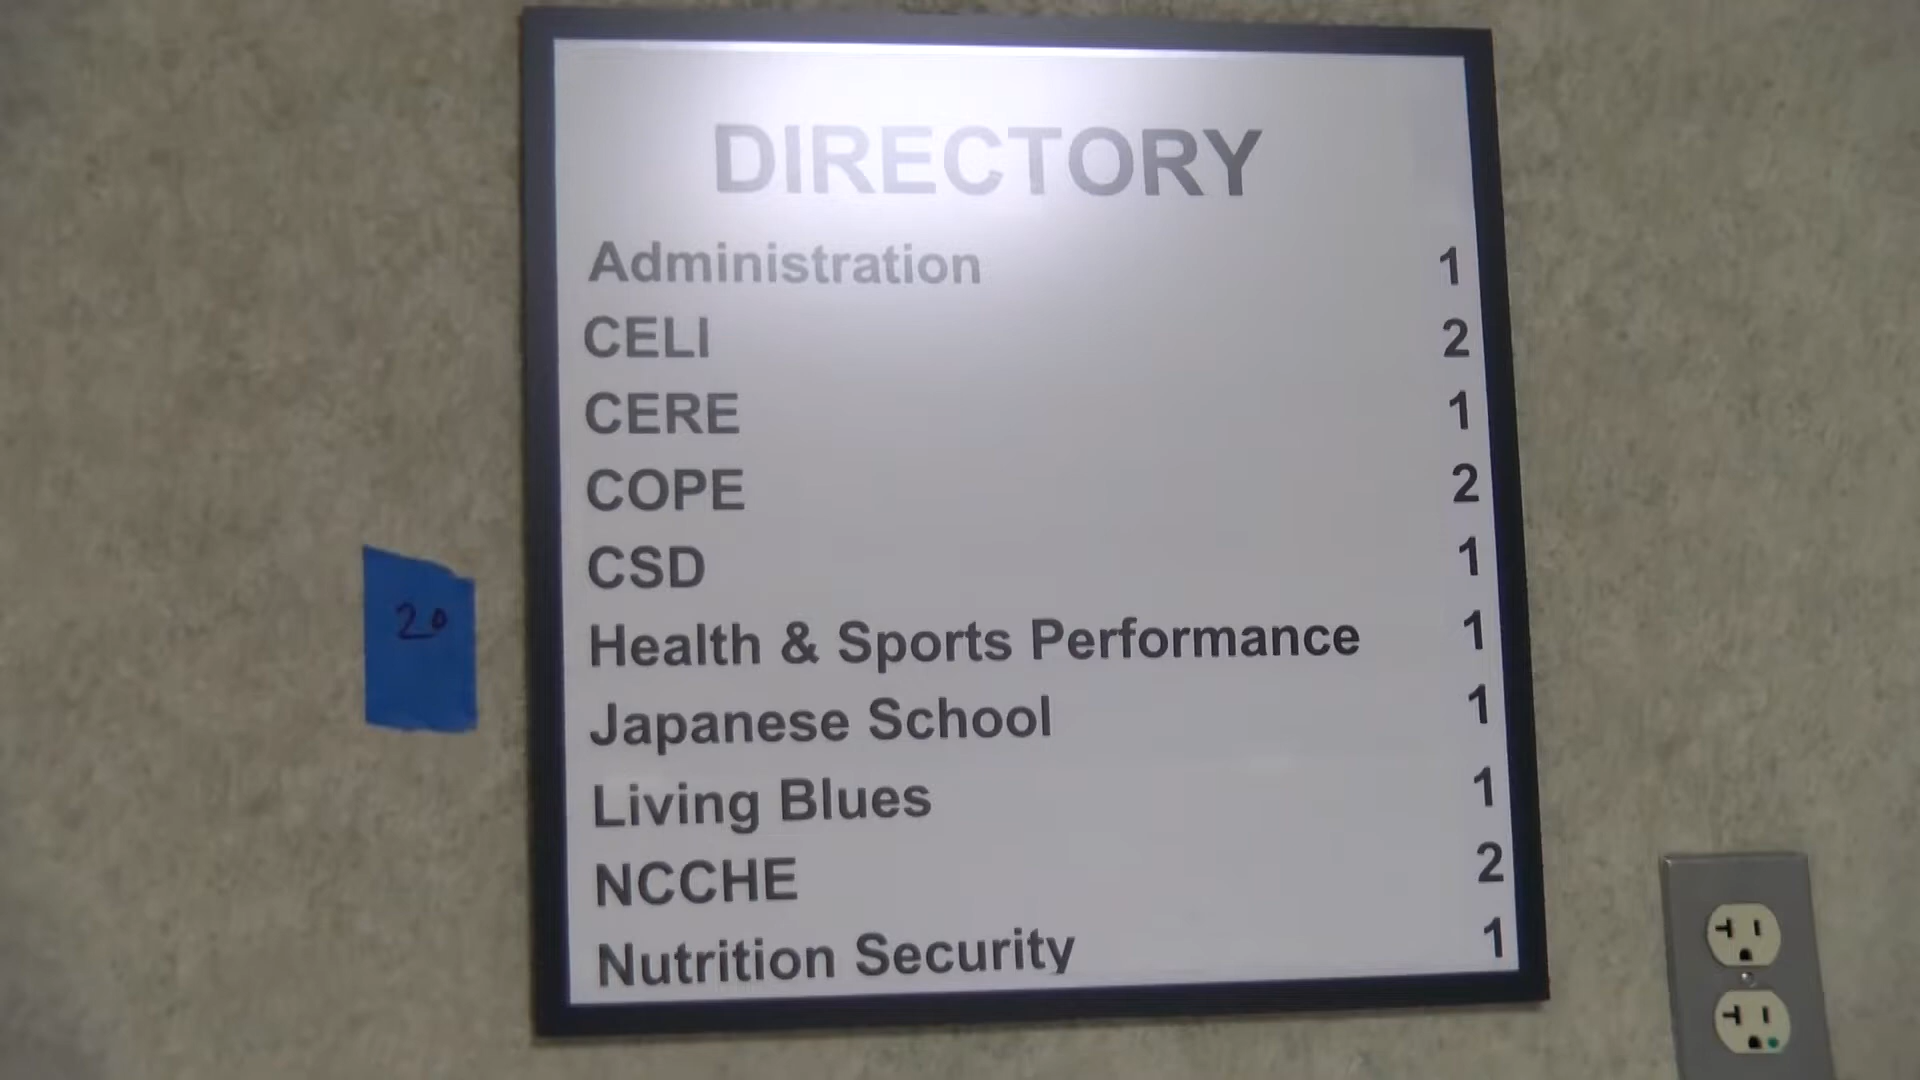 DIRECTORY
Administration 1
CELI 2
CERE 1
COPE 2
CSD 1
Health & Sports Performance 1
Japanese School 1
Living Blues 1
NCCHE 2
Nutrition Security 1
20